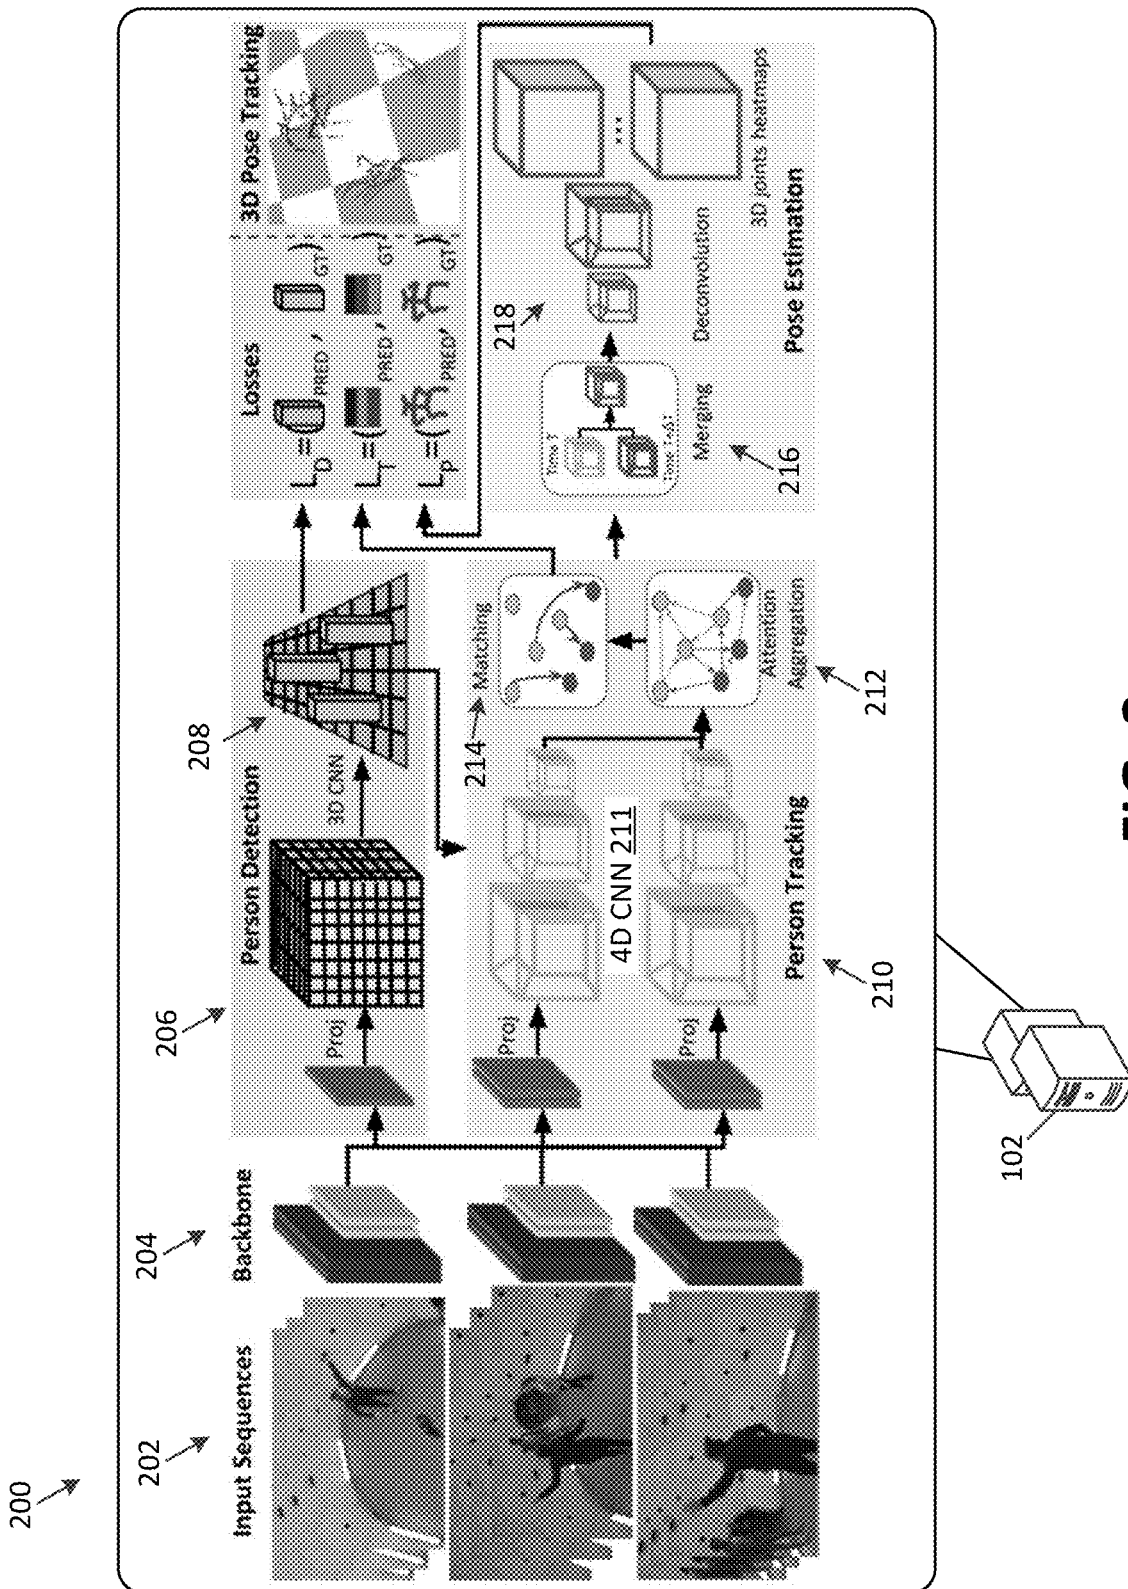 200
202
Input Sequences
204
Backbone
206
Person Detection
208
Proj
3D CNN
Proj
Proj
4D CNN 211
Person Tracking
210
214
Matching
Attention
Aggregation
212
Losses
3D Pose Tracking
L_D=( PRED, GT)
L_T=( PRED, GT)
L_P=( PRED, GT)
Time T
Time T+ΔT
Merging
216
218
Deconvolution
3D joints heatmaps
...
Pose Estimation
102